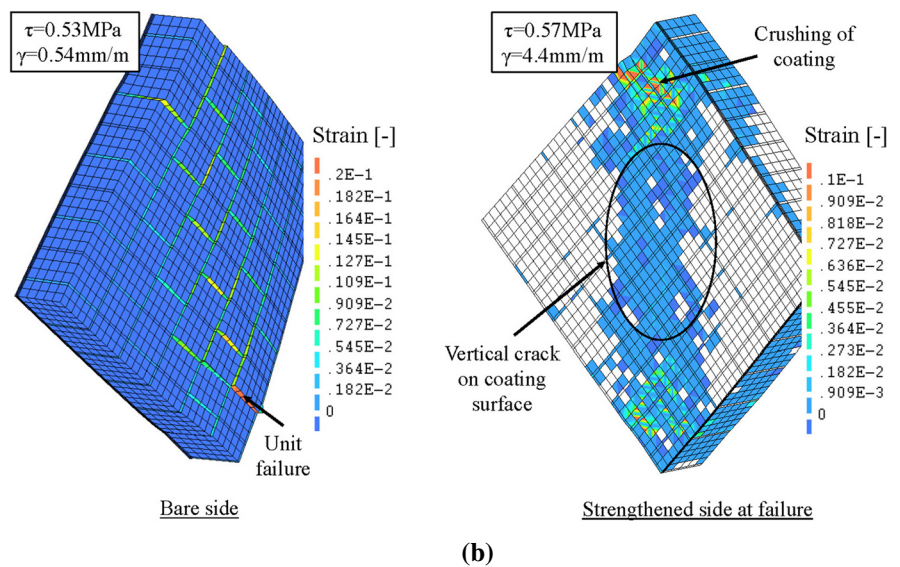 τ=0.53MPa
γ=0.54mm/m
Strain [-]
.2E-1
.182E-1
.164E-1
.145E-1
.127E-1
.109E-1
.909E-2
.727E-2
.545E-2
.364E-2
.182E-2
0
Unit
failure
Bare side
τ=0.57MPa
γ=4.4mm/m
Crushing of
coating
Strain [-]
.1E-1
.909E-2
.818E-2
.727E-2
.636E-2
.545E-2
.455E-2
.364E-2
.273E-2
.182E-2
.909E-3
0
Vertical crack
on coating
surface
Strengthened side at failure
(b)